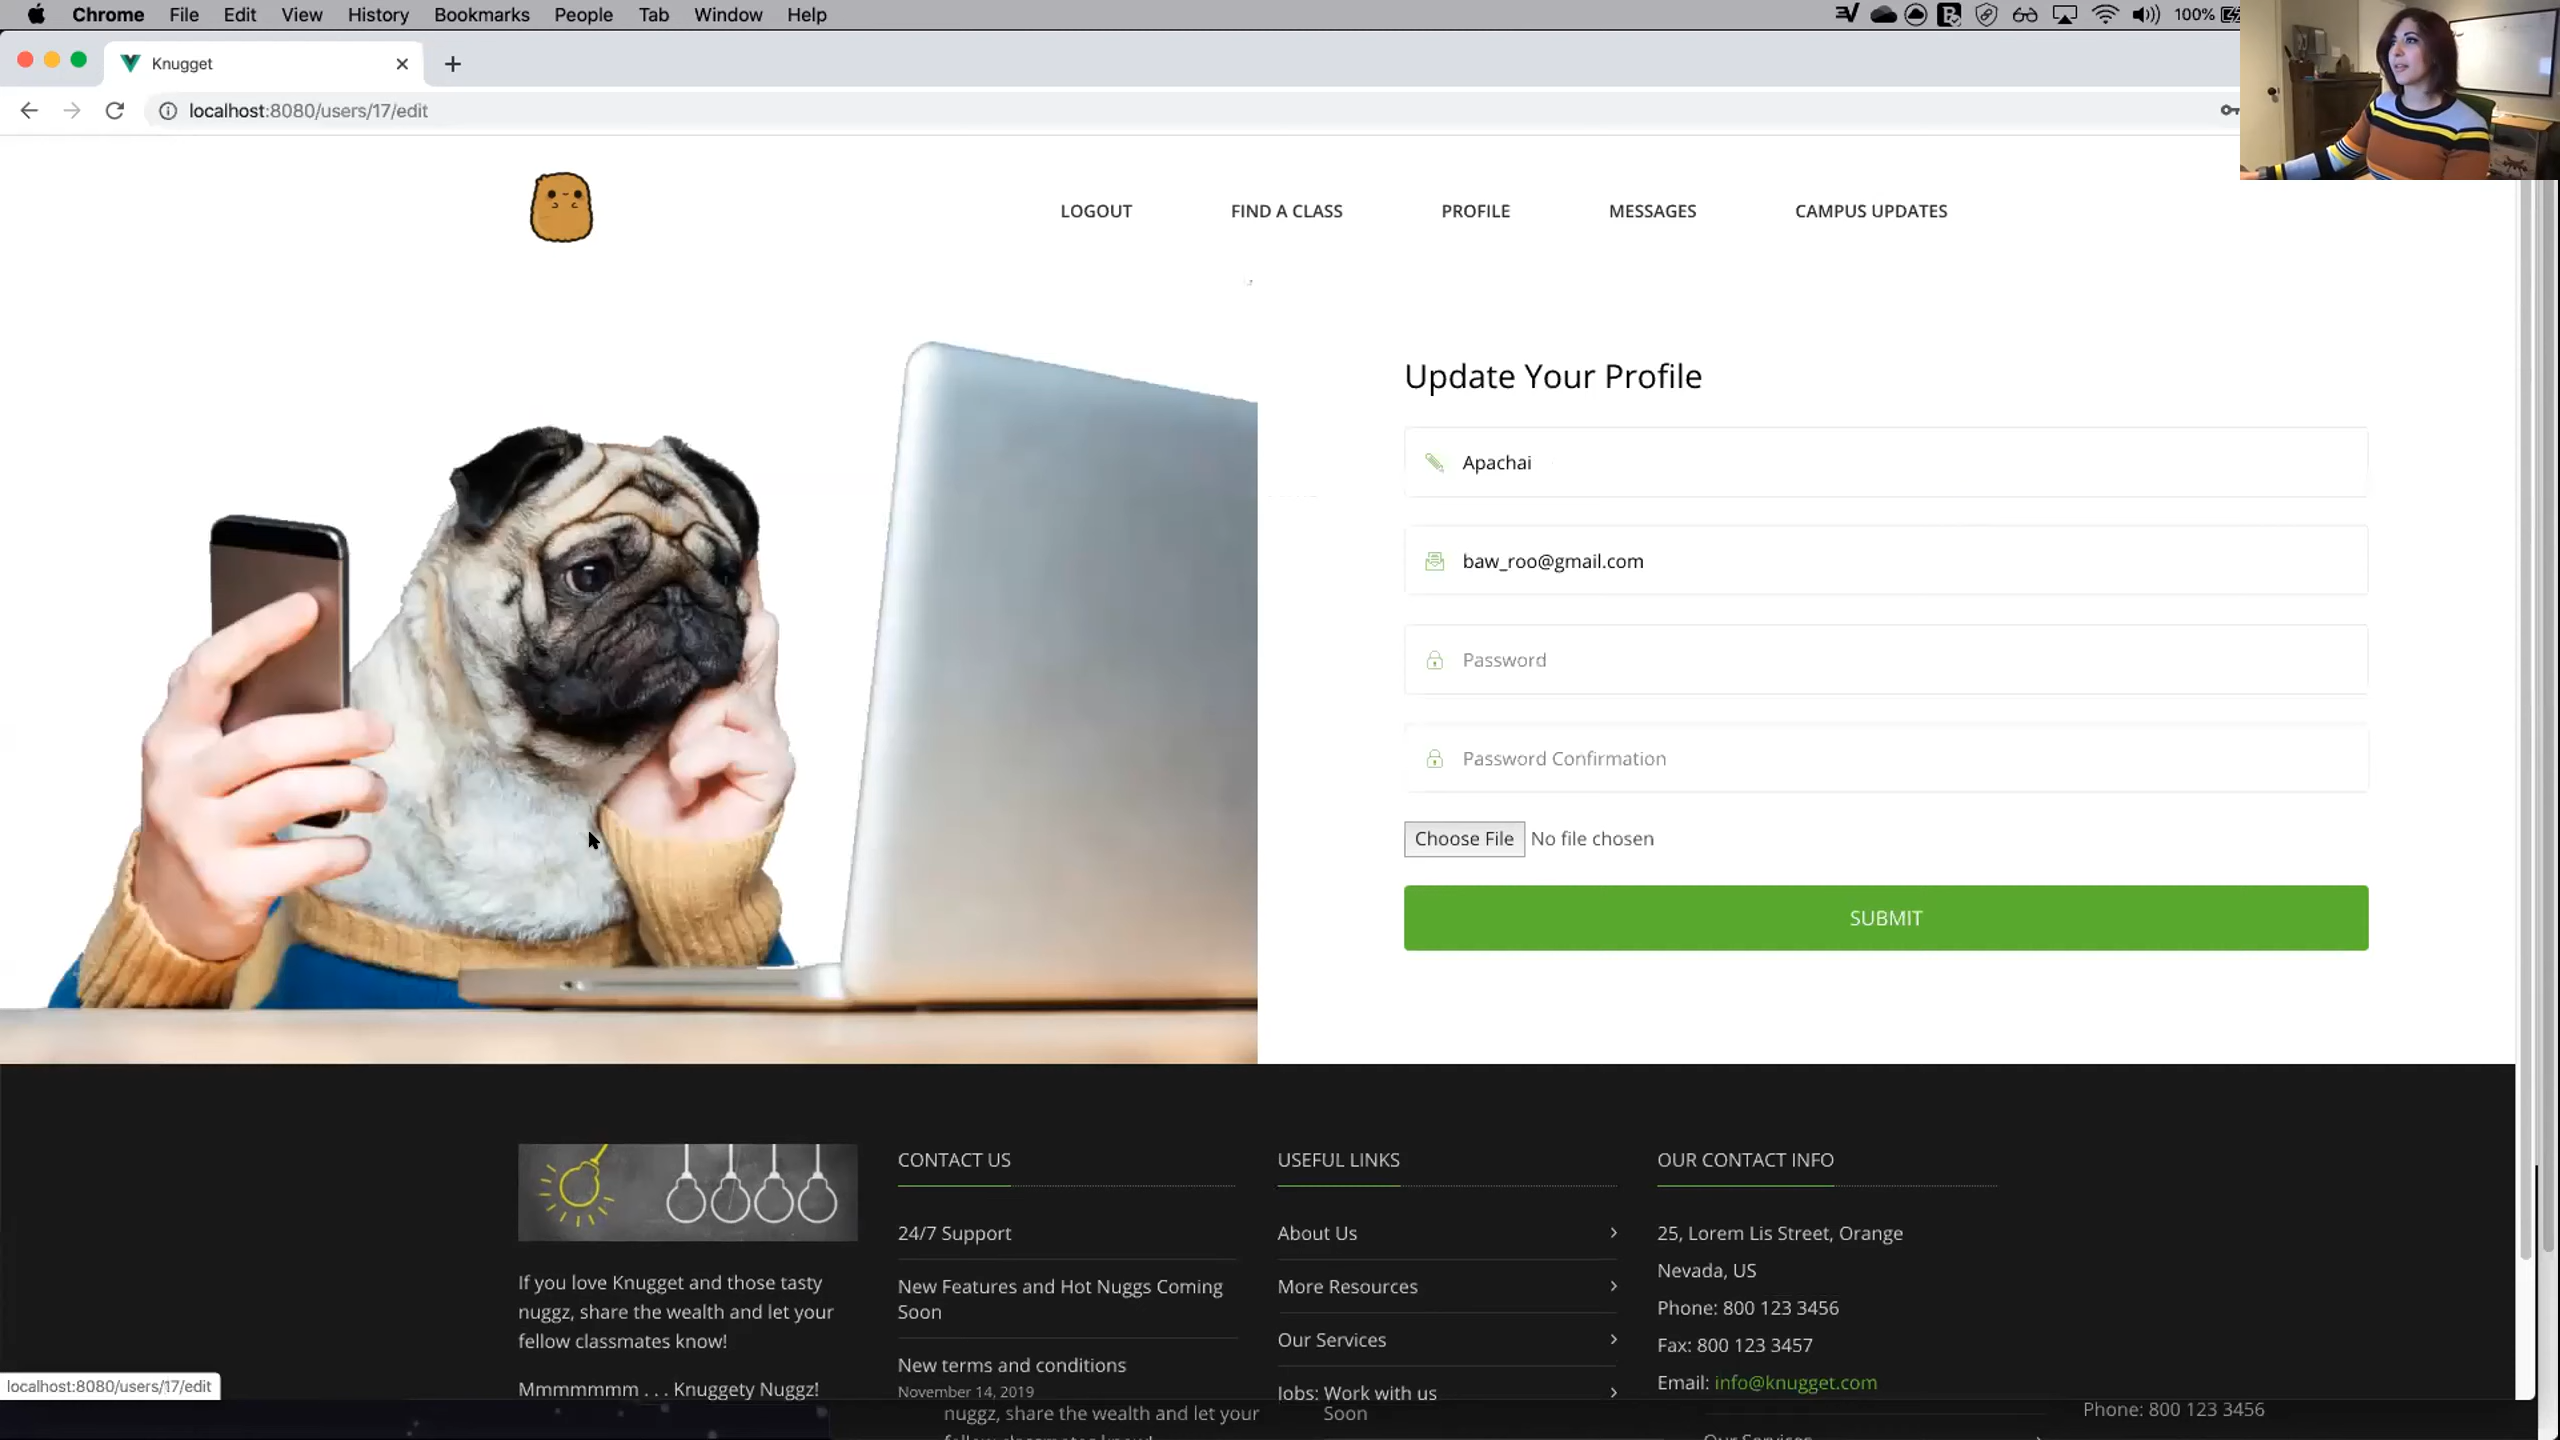 Chrome File Edit View History Bookmarks People Tab Window Help 100%
Knugget
localhost:8080/users/17/edit
LOGOUT FIND A CLASS PROFILE MESSAGES CAMPUS UPDATES
Update Your Profile
Apachai
baw_roo@gmail.com
Password
Password Confirmation
Choose File No file chosen
SUBMIT
If you love Knugget and those tasty
nuggz, share the wealth and let your
fellow classmates know!
Mmmmmmm . . . Knuggety Nuggz!
CONTACT US
24/7 Support
New Features and Hot Nuggs Coming
Soon
New terms and conditions
November 14, 2019
USEFUL LINKS
About Us
More Resources
Our Services
Jobs: Work with us
OUR CONTACT INFO
25, Lorem Lis Street, Orange
Nevada, US
Phone: 800 123 3456
Fax: 800 123 3457
Email: info@knugget.com
localhost:8080/users/17/edit
nuggz, share the wealth and let your
Soon
Phone: 800 123 3456